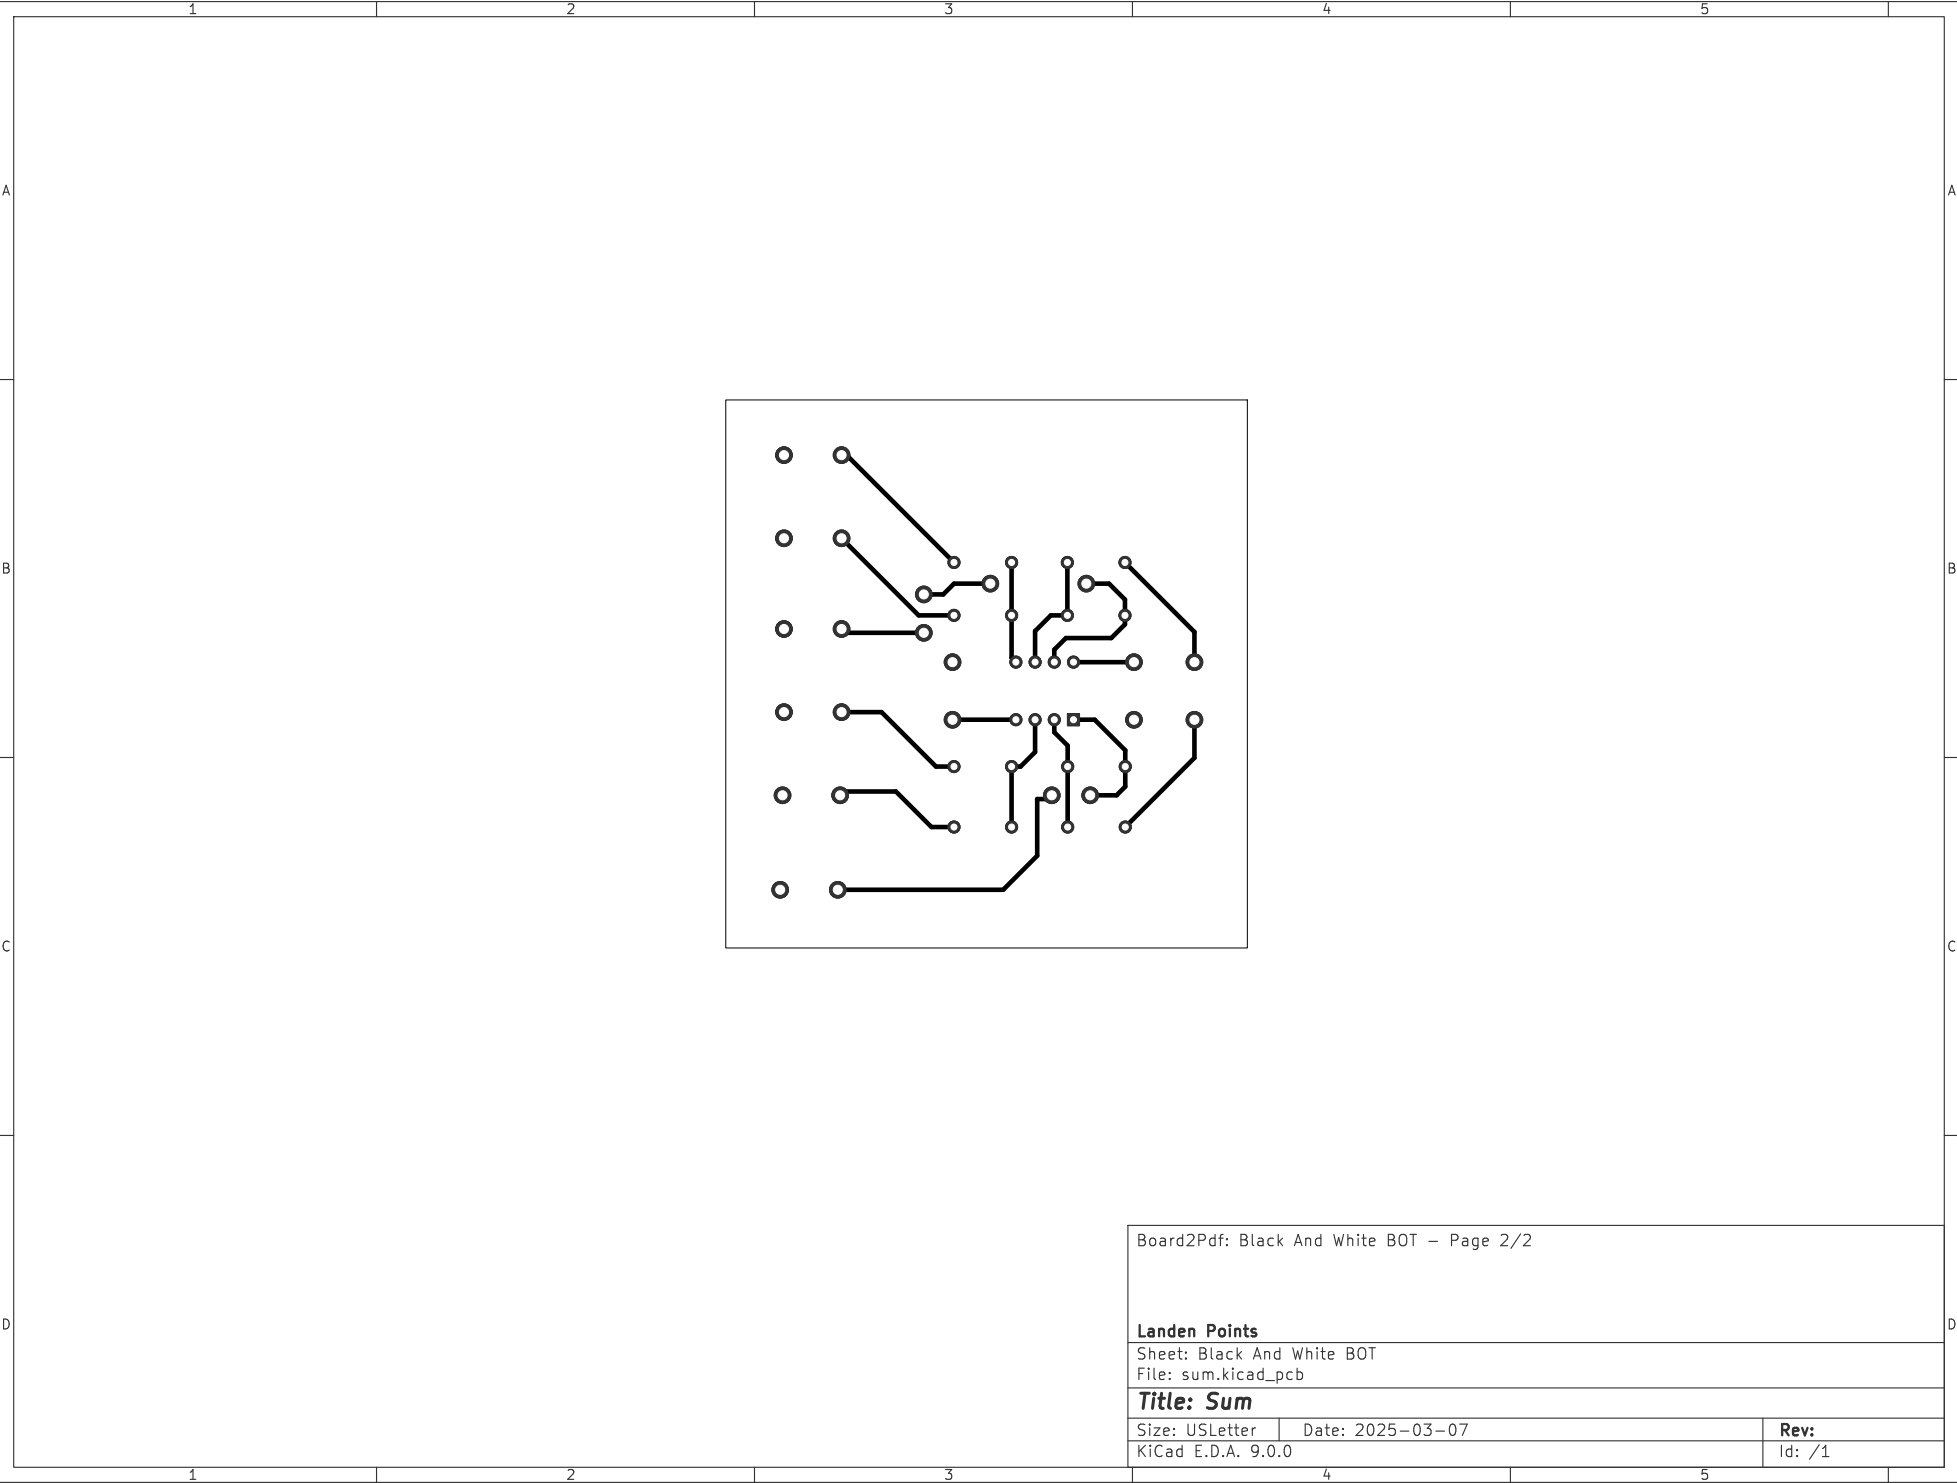 1 2 3 4 5
A A
B B
C C
Board2Pdf: Black And White BOT - Page 2/2
D D
Landen Points
Sheet: Black And White BOT
File: sum.kicad_pcb
Title: Sum
Size: USLetter Date: 2025-03-07 Rev:
KiCad E.D.A. 9.0.0 Id: /1
1 2 3 4 5